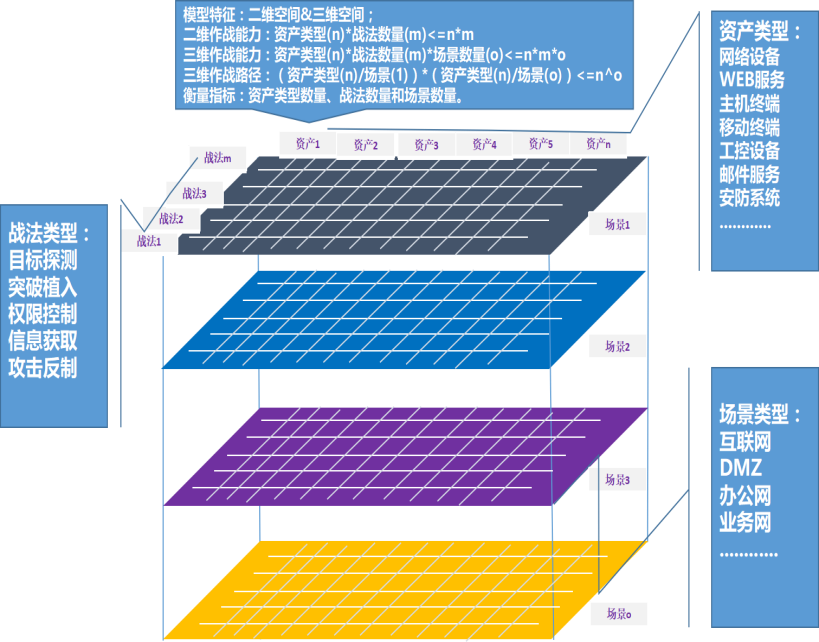 模型特征：二维空间&三维空间；
二维作战能力：资产类型(n)*战法数量(m)<=n*m
三维作战能力：资产类型(n)*战法数量(m)*场景数量(o)<=n*m*o
三维作战路径：（资产类型(n)/场景(1)）*（资产类型(n)/场景(o)）<=n^o
衡量指标：资产类型数量、战法数量和场景数量。
资产类型：
网络设备
WEB服务
主机终端
移动终端
工控设备
邮件服务
安防系统
.............
资产1 资产2 资产3 资产4 资产5 资产n
战法m
战法3
战法2
战法1
战法类型：
目标探测
突破植入
权限控制
信息获取
攻击反制
场景1
场景2
场景3
场景o
场景类型：
互联网
DMZ
办公网
业务网
............